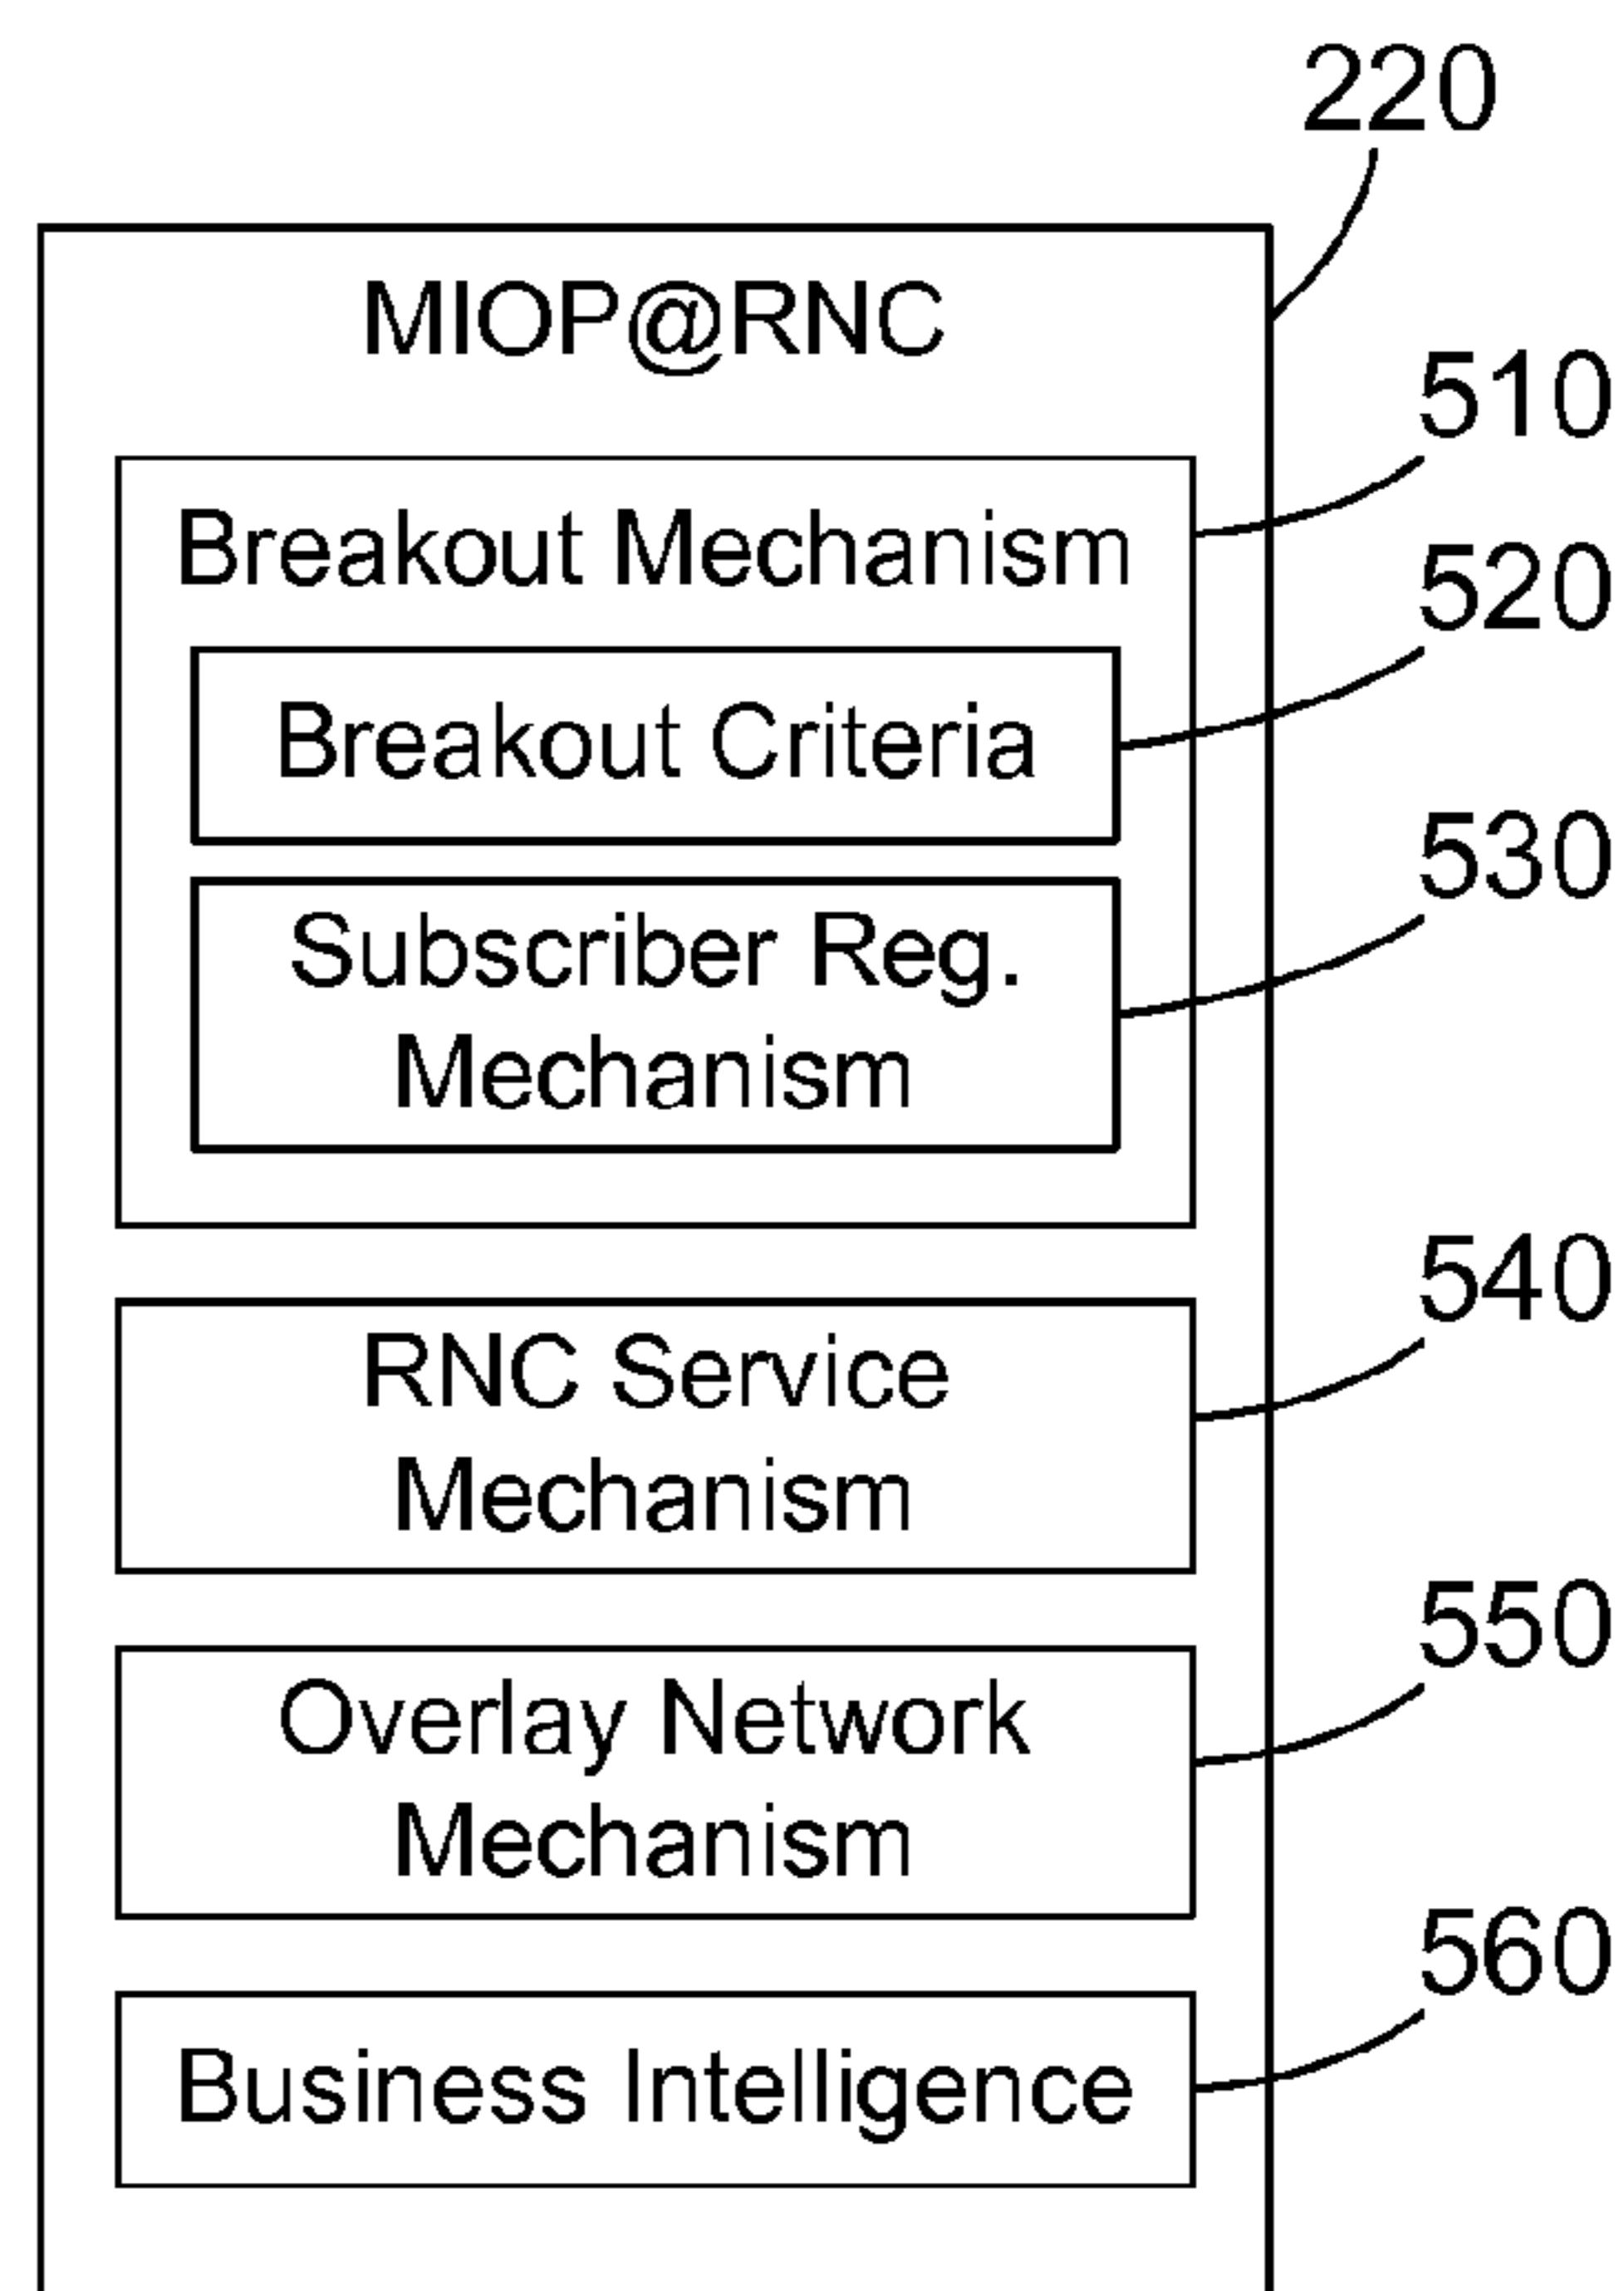 220
MIOP@RNC
510
Breakout Mechanism
520
Breakout Criteria
530
Subscriber Reg.
Mechanism
540
RNC Service
Mechanism
550
Overlay Network
Mechanism
560
Business Intelligence